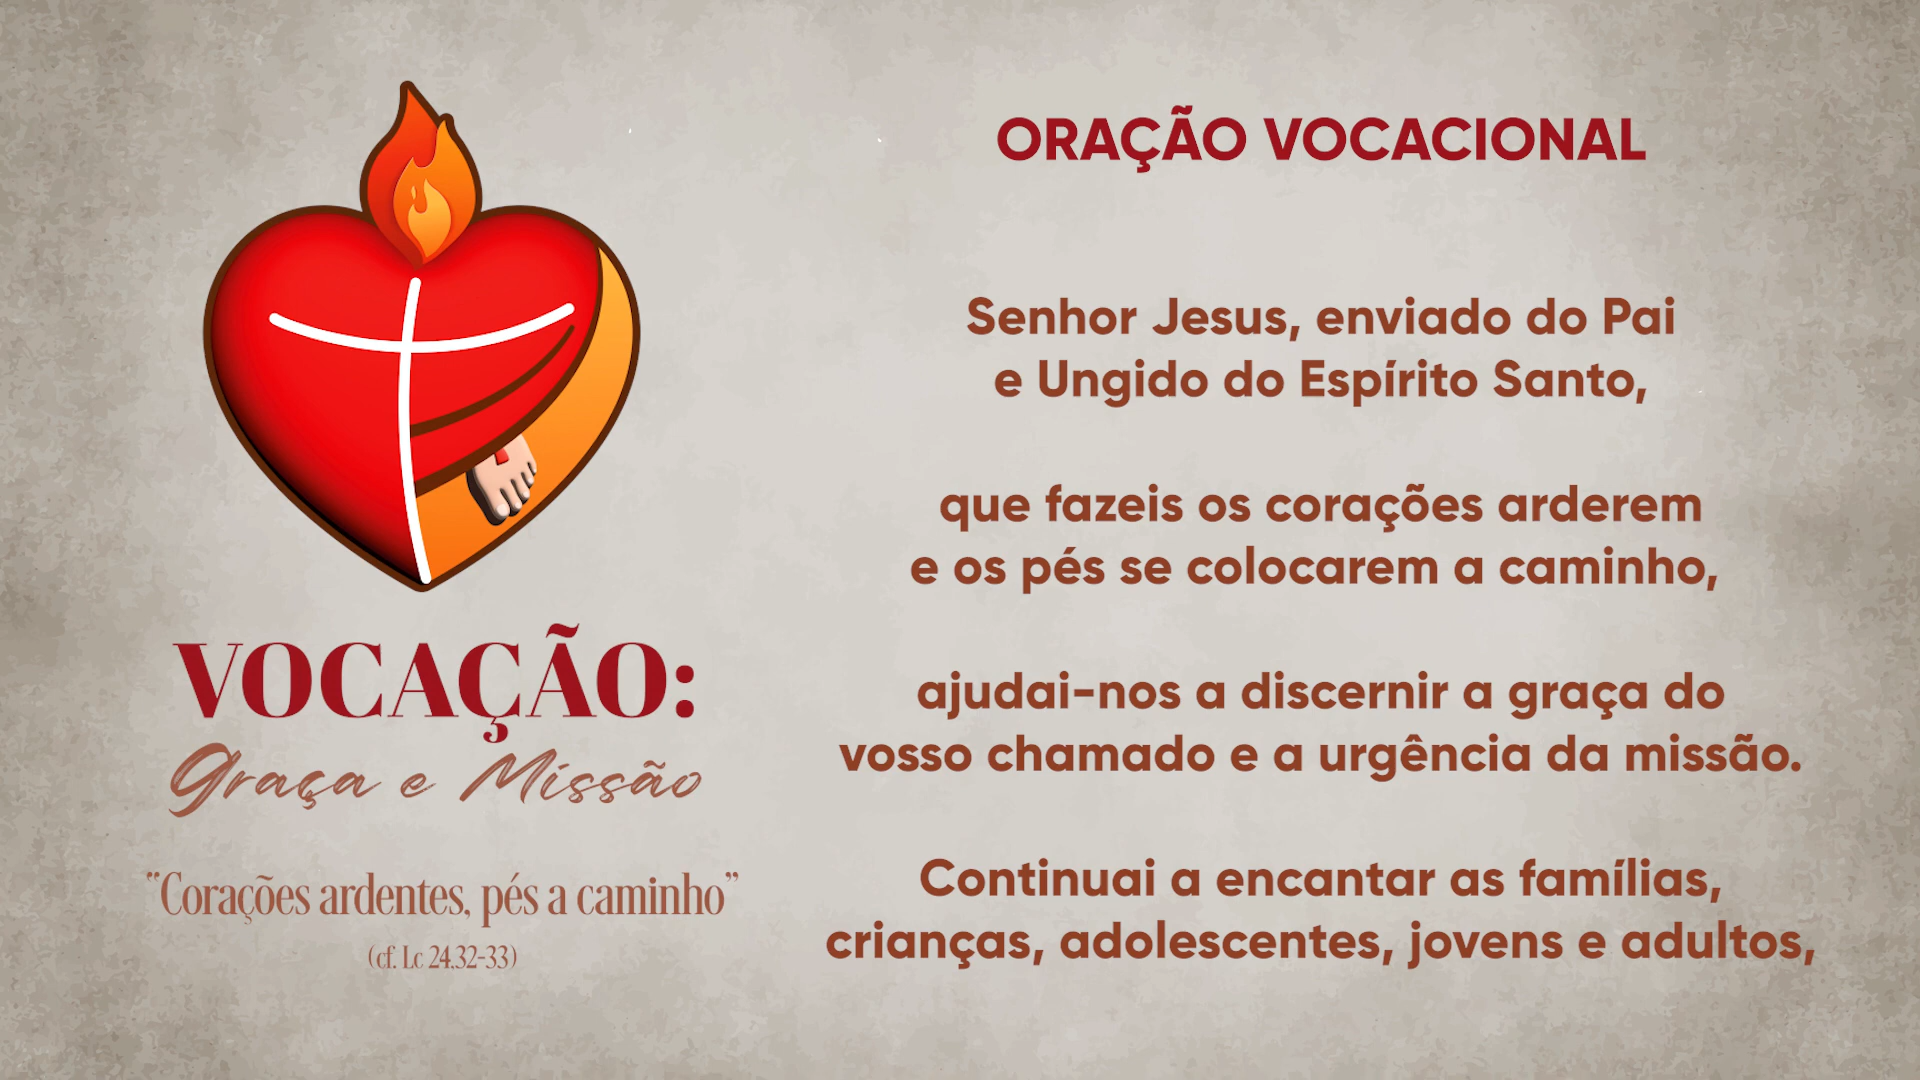 VOCAÇÃO:
Graça e Missão
“Corações ardentes, pés a caminho”
(cf. Lc 24,32-33)
ORAÇÃO VOCACIONAL
Senhor Jesus, enviado do Pai
e Ungido do Espírito Santo,
que fazeis os corações arderem
e os pés se colocarem a caminho,
ajudai-nos a discernir a graça do
vosso chamado e a urgência da missão.
Continuai a encantar as famílias,
crianças, adolescentes, jovens e adultos,